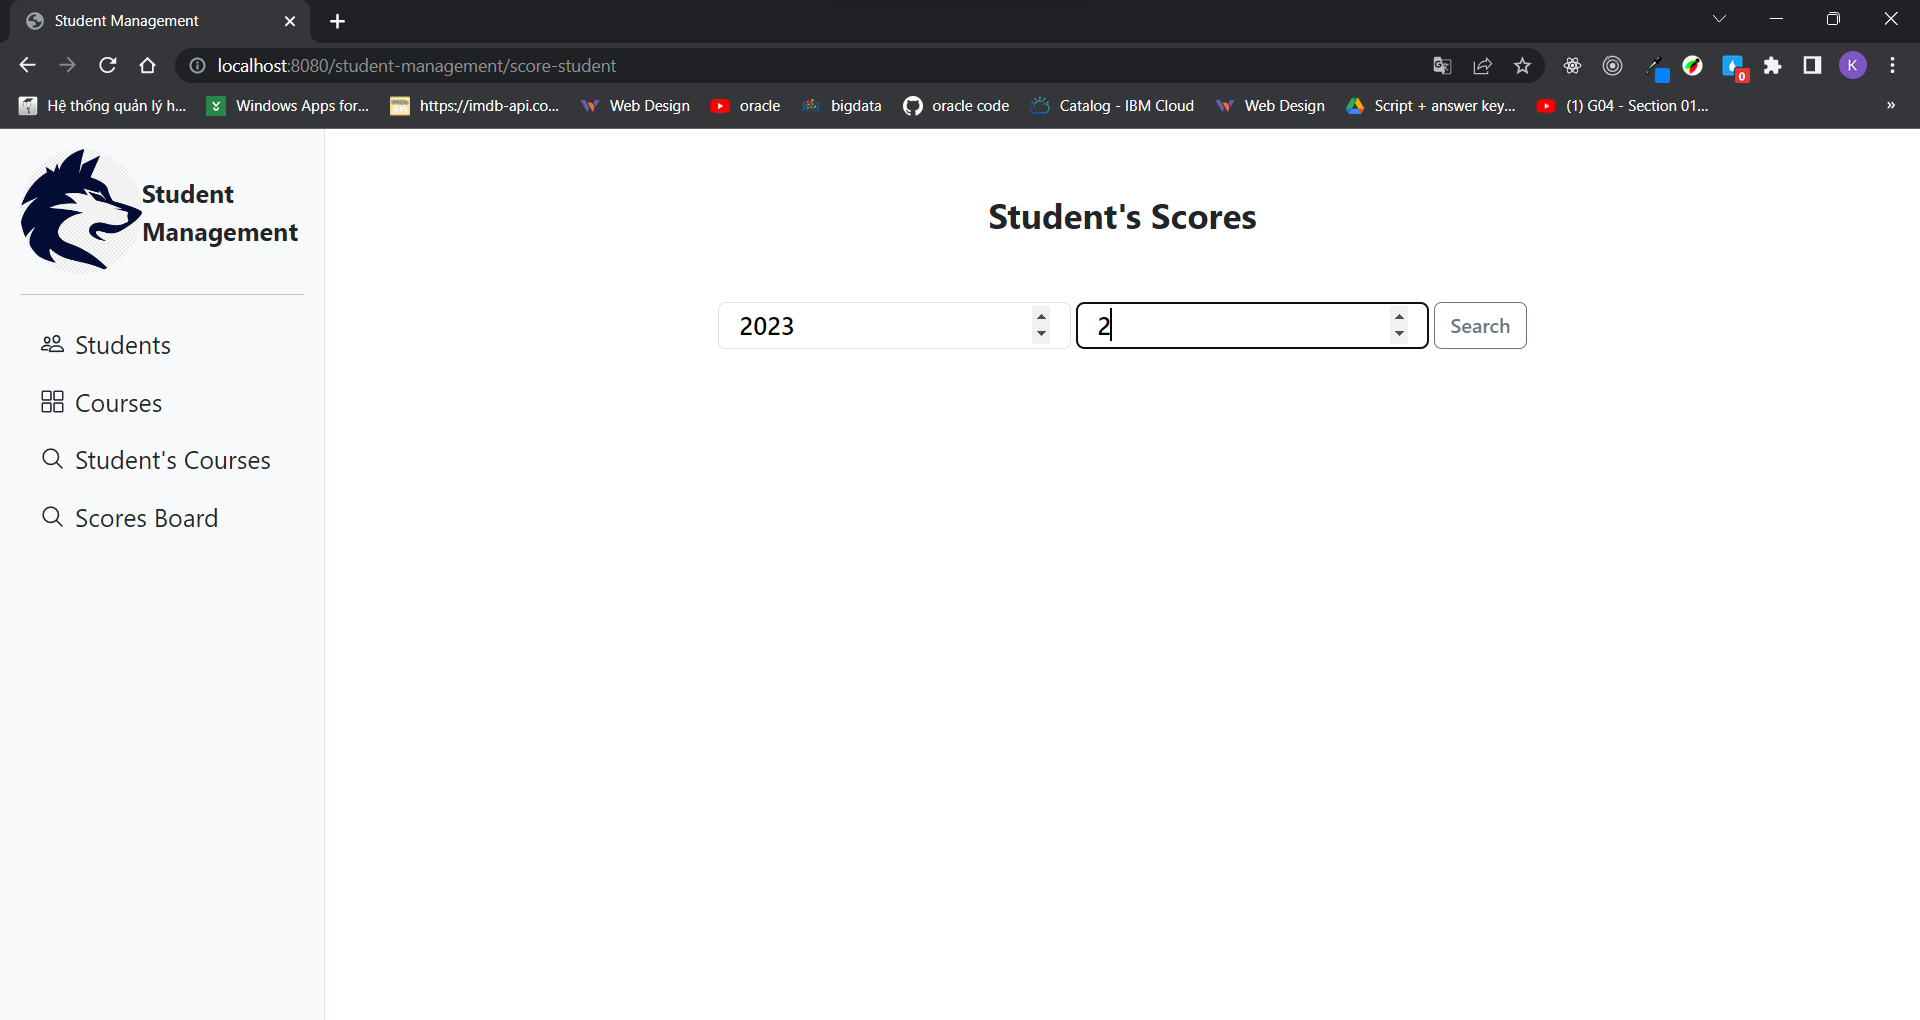 Student Management
localhost:8080/student-management/score-student
0
K
Hệ thống quản lý h...
Windows Apps for...
https://imdb-api.co...
Web Design
oracle
bigdata
oracle code
Catalog - IBM Cloud
Web Design
Script + answer key...
(1) G04 - Section 01...
»
Student
Management
Students
Courses
Student's Courses
Scores Board
Student's Scores
2023
2
Search